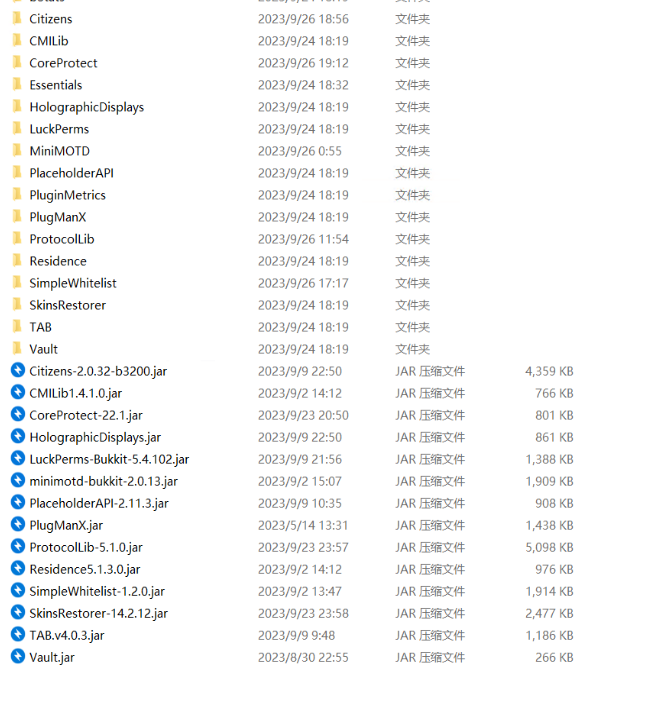 Citizens 2023/9/26 18:56 文件夹
CMILib 2023/9/24 18:19 文件夹
CoreProtect 2023/9/26 19:12 文件夹
Essentials 2023/9/24 18:32 文件夹
HolographicDisplays 2023/9/24 18:19 文件夹
LuckPerms 2023/9/24 18:19 文件夹
MiniMOTD 2023/9/26 0:55 文件夹
PlaceholderAPI 2023/9/24 18:19 文件夹
PluginMetrics 2023/9/24 18:19 文件夹
PlugManX 2023/9/24 18:19 文件夹
ProtocolLib 2023/9/26 11:54 文件夹
Residence 2023/9/24 18:19 文件夹
SimpleWhitelist 2023/9/26 17:17 文件夹
SkinsRestorer 2023/9/24 18:19 文件夹
TAB 2023/9/24 18:19 文件夹
Vault 2023/9/24 18:19 文件夹
Citizens-2.0.32-b3200.jar 2023/9/9 22:50 JAR 压缩文件 4,359 KB
CMILib1.4.1.0.jar 2023/9/2 14:12 JAR 压缩文件 766 KB
CoreProtect-22.1.jar 2023/9/23 20:50 JAR 压缩文件 801 KB
HolographicDisplays.jar 2023/9/9 22:50 JAR 压缩文件 861 KB
LuckPerms-Bukkit-5.4.102.jar 2023/9/9 21:56 JAR 压缩文件 1,388 KB
minimotd-bukkit-2.0.13.jar 2023/9/2 15:07 JAR 压缩文件 1,909 KB
PlaceholderAPI-2.11.3.jar 2023/9/9 10:35 JAR 压缩文件 908 KB
PlugManX.jar 2023/5/14 13:31 JAR 压缩文件 1,438 KB
ProtocolLib-5.1.0.jar 2023/9/23 23:57 JAR 压缩文件 5,098 KB
Residence5.1.3.0.jar 2023/9/2 14:12 JAR 压缩文件 976 KB
SimpleWhitelist-1.2.0.jar 2023/9/2 13:47 JAR 压缩文件 1,914 KB
SkinsRestorer-14.2.12.jar 2023/9/23 23:58 JAR 压缩文件 2,477 KB
TAB.v4.0.3.jar 2023/9/9 9:48 JAR 压缩文件 1,186 KB
Vault.jar 2023/8/30 22:55 JAR 压缩文件 266 KB